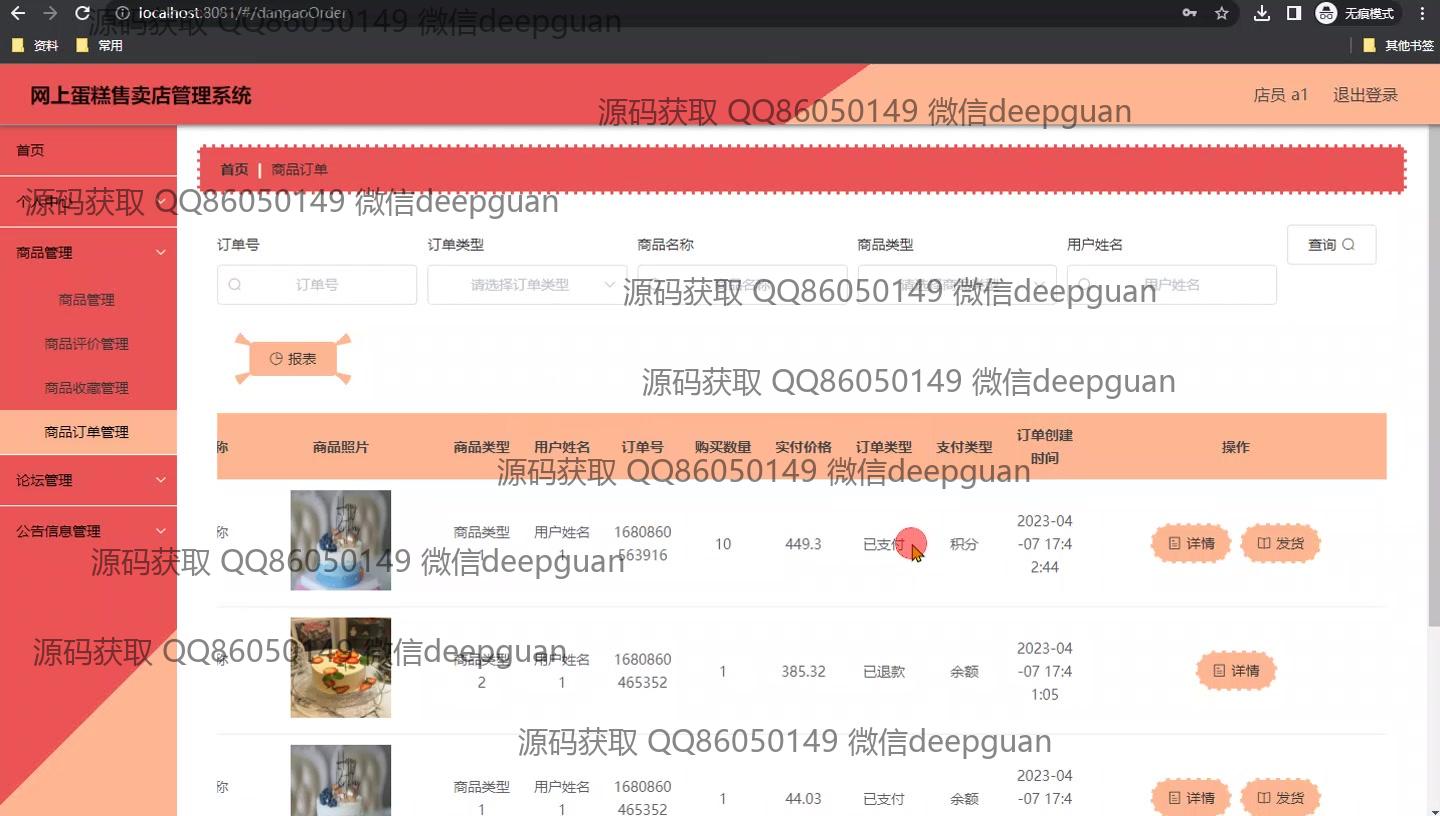 localhost:8081/#/dangaoOrder
无痕模式
资料
常用
其他书签
网上蛋糕售卖店管理系统
店员 a1
退出登录
源码获取 QQ86050149 微信deepguan
源码获取 QQ86050149 微信deepguan
首页
个人中心
商品管理
商品管理
商品评价管理
商品收藏管理
商品订单管理
论坛管理
公告信息管理
首页 | 商品订单
源码获取 QQ86050149 微信deepguan
订单号
订单类型
商品名称
商品类型
用户姓名
查询
订单号
请选择订单类型
商品名称
请选择商品类型
用户姓名
源码获取 QQ86050149 微信deepguan
报表
源码获取 QQ86050149 微信deepguan
称 商品照片 商品类型 用户姓名 订单号 购买数量 实付价格 订单类型 支付类型 订单创建时间 操作
源码获取 QQ86050149 微信deepguan
称 商品类型1 用户姓名1 1680860563916 10 449.3 已支付 积分 2023-04-07 17:42:44 详情 发货
源码获取 QQ86050149 微信deepguan
称 商品类型2 用户姓名1 1680860465352 1 385.32 已退款 余额 2023-04-07 17:41:05 详情
源码获取 QQ86050149 微信deepguan
源码获取 QQ86050149 微信deepguan
称 商品类型1 用户姓名1 1680860465352 1 44.03 已支付 余额 2023-04-07 17:4 详情 发货